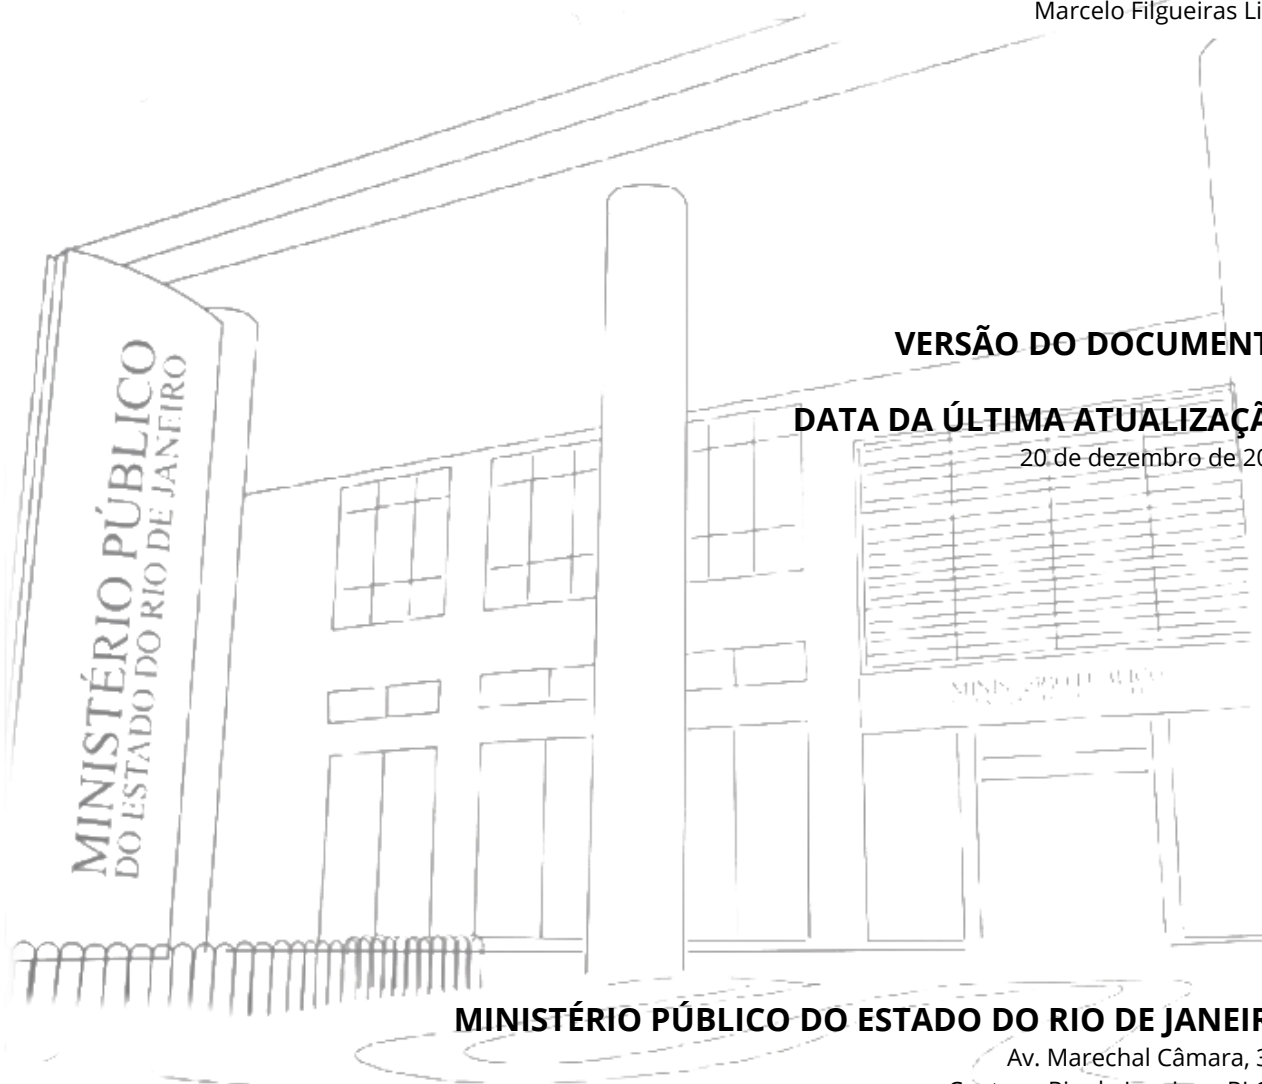 Marcelo Filgueiras Li
VERSÃO DO DOCUMENT
DATA DA ÚLTIMA ATUALIZAÇÃ
20 de dezembro de 20
MINISTÉRIO PÚBLICO
DO ESTADO DO RIO DE JANEIRO
MINISTÉRIO PÚBLICO DO ESTADO DO RIO DE JANEIR
Av. Marechal Câmara, 3